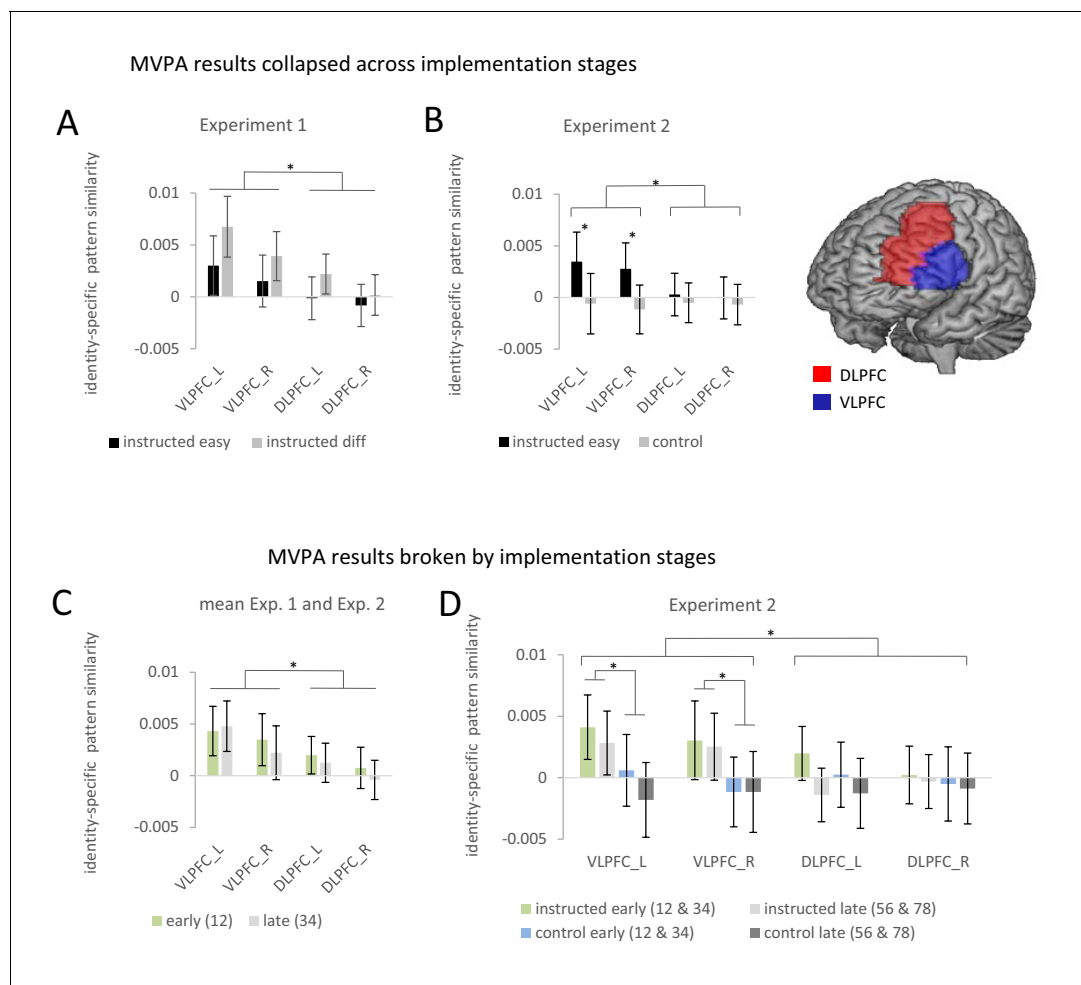 MVPA results collapsed across implementation stages
A
Experiment 1
identity-specific pattern similarity
*
0.01
0.005
0
-0.005
VLPFC_L
VLPFC_R
DLPFC_L
DLPFC_R
instructed easy
instructed diff
B
Experiment 2
identity-specific pattern similarity
*
0.01
0.005
0
-0.005
*
*
VLPFC_L
VLPFC_R
DLPFC_L
DLPFC_R
instructed easy
control
DLPFC
VLPFC
MVPA results broken by implementation stages
C
mean Exp. 1 and Exp. 2
identity-specific pattern similarity
*
0.01
0.005
0
-0.005
VLPFC_L
VLPFC_R
DLPFC_L
DLPFC_R
early (12)
late (34)
D
Experiment 2
identity-specific pattern similarity
*
0.01
0.005
0
-0.005
*
*
VLPFC_L
VLPFC_R
DLPFC_L
DLPFC_R
instructed early (12 & 34)
instructed late (56 & 78)
control early (12 & 34)
control late (56 & 78)